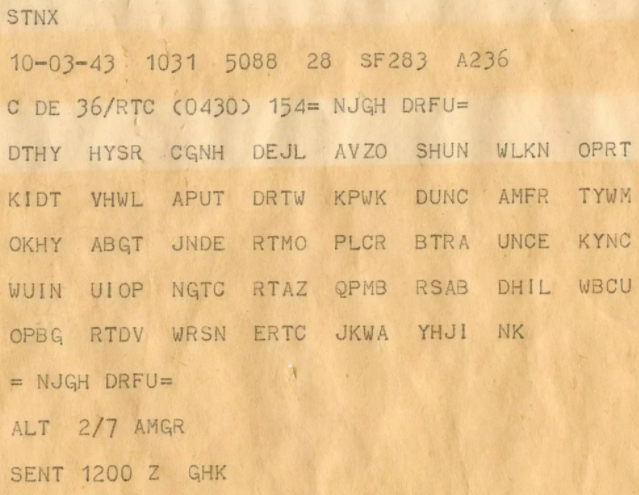 STNX
10-03-43 1031 5088 28 SF283 A236
C DE 36/RTC (0430) 154= NJGH DRFU=
DTHY HYSR CGNH DEJL AVZO SHUN WLKN OPRT
KIDT VHWL APUT DRTW KPWK DUNC AMFR TYWM
OKHY ABGT JNDE RTMO PLCR BTRA UNCE KYNC
WUIN UIOP NGTC RTAZ QPMB RSAB DHIL WBCU
OPBG RTDV WRSN ERTC JKWA YHJI NK
= NJGH DRFU=
ALT 2/7 AMGR
SENT 1200 Z GHK